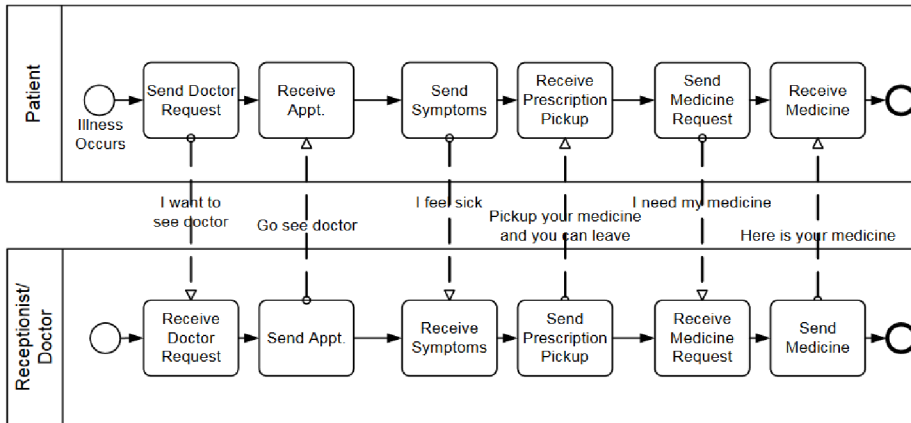 Patient
Illness
Occurs
Send Doctor
Request
Receive
Appt.
Send
Symptoms
Receive
Prescription
Pickup
Send
Medicine
Request
Receive
Medicine
I want to
see doctor
Go see doctor
I feel sick
Pickup your medicine
and you can leave
I need my medicine
Here is your medicine
Receptionist/
Doctor
Receive
Doctor
Request
Send Appt.
Receive
Symptoms
Send
Prescription
Pickup
Receive
Medicine
Request
Send
Medicine